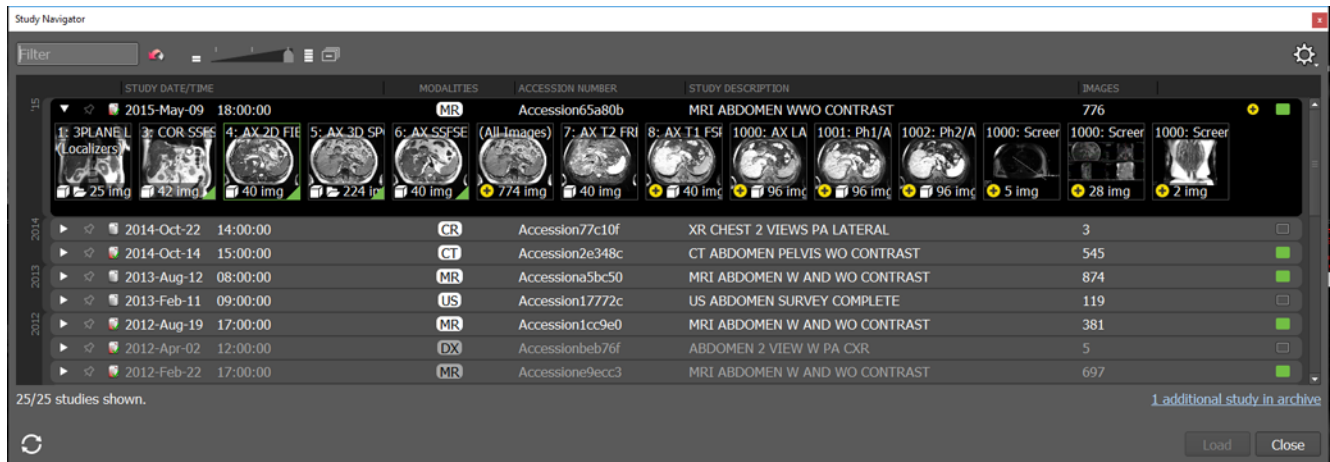 Study Navigator
Filter
STUDY DATE/TIME MODALITIES ACCESSION NUMBER STUDY DESCRIPTION IMAGES
'15 2015-May-09 18:00:00 MR Accession65a80b MRI ABDOMEN WWO CONTRAST 776
1: 3PLANE L 3: COR SSFS 4: AX 2D FIE 5: AX 3D SP 6: AX SSFSE (All Images) 7: AX T2 FRI 8: AX T1 FSF 1000: AX LA 1001: Ph1/A 1002: Ph2/A 1000: Screer 1000: Screer 1000: Screer
(Localizers)
25 img 42 img 40 img 224 im 40 img 774 img 40 img 40 img 96 img 96 img 96 img 5 img 28 img 2 img
2014 2014-Oct-22 14:00:00 CR Accession77c10f XR CHEST 2 VIEWS PA LATERAL 3
2014-Oct-14 15:00:00 CT Accession2e348c CT ABDOMEN PELVIS WO CONTRAST 545
2013 2013-Aug-12 08:00:00 MR Accessiona5bc50 MRI ABDOMEN W AND WO CONTRAST 874
2013-Feb-11 09:00:00 US Accession17772c US ABDOMEN SURVEY COMPLETE 119
2012 2012-Aug-19 17:00:00 MR Accession1cc9e0 MRI ABDOMEN W AND WO CONTRAST 381
2012-Apr-02 12:00:00 DX Accessionbeb76f ABDOMEN 2 VIEW W PA CXR 5
2012-Feb-22 17:00:00 MR Accessione9ecc3 MRI ABDOMEN W AND WO CONTRAST 697
25/25 studies shown. 1 additional study in archive
Load Close